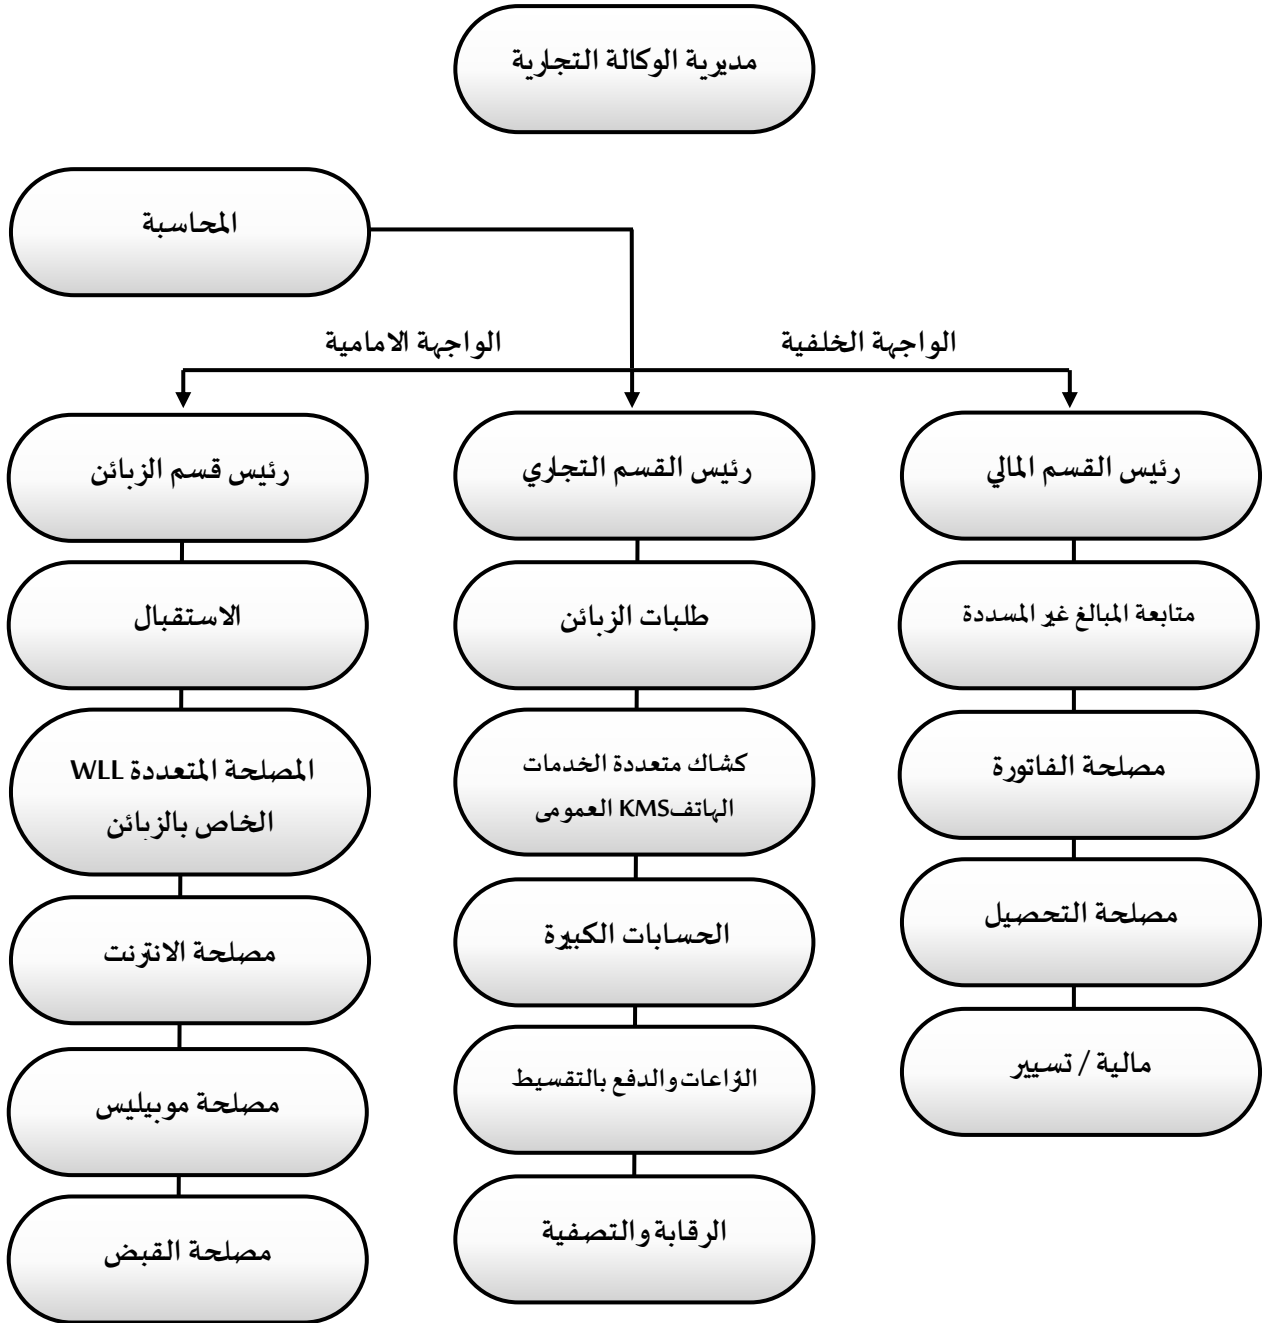 مديرية الوكالة التجارية
المحاسبة
الواجهة الخلفية
الواجهة الامامية
رئيس القسم المالي
رئيس القسم التجاري
رئيس قسم الزبائن
متابعة المبالغ غير المسددة
طلبات الزبائن
الاستقبال
مصلحة الفاتورة
كشاك متعددة الخدمات
الهاتفKMS العمومي
المصلحة المتعددة WLL
الخاص بالزبائن
مصلحة التحصيل
الحسابات الكبيرة
مصلحة الانترنت
مالية / تسيير
النزاعات والدفع بالتقسيط
مصلحة موبيليس
الرقابة والتصفية
مصلحة القبض